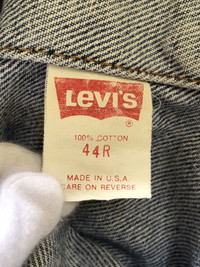 Levi's
®
100% COTTON
44R
MADE IN U.S.A
CARE ON REVERSE